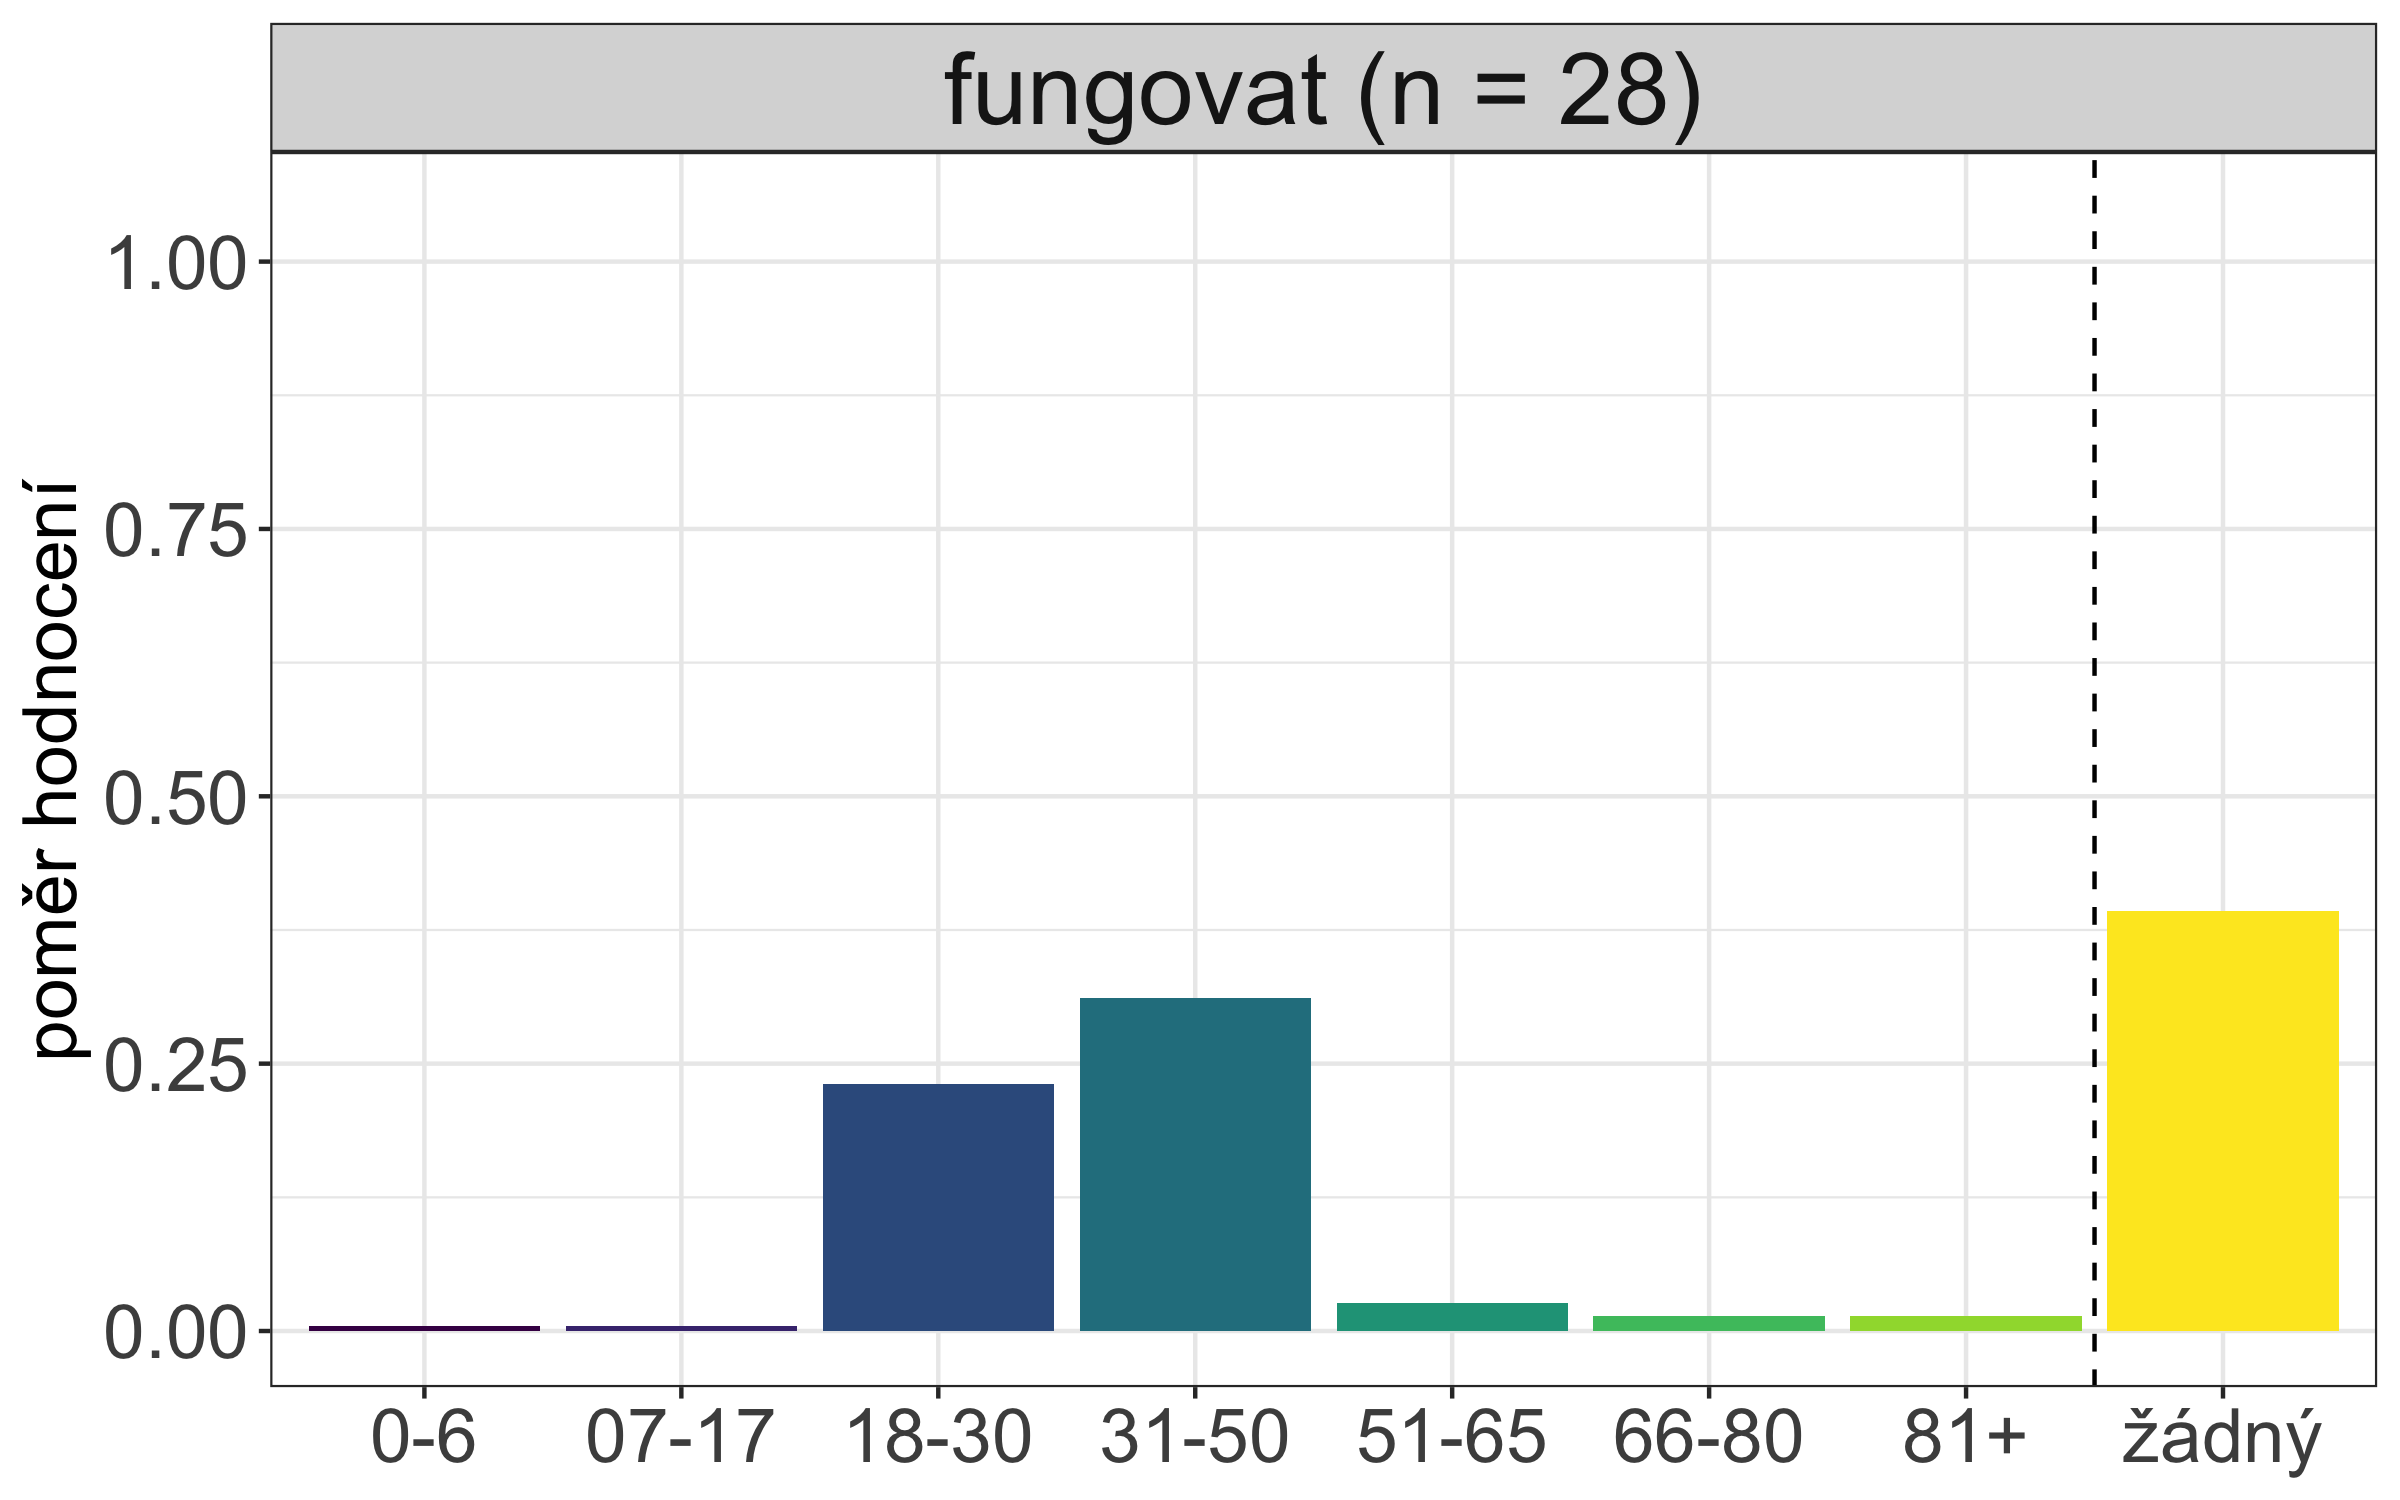 fungovat (n = 28)
poměr hodnocení
1.00
0.75
0.50
0.25
0.00
0-6 07-17 18-30 31-50 51-65 66-80 81+ žádný